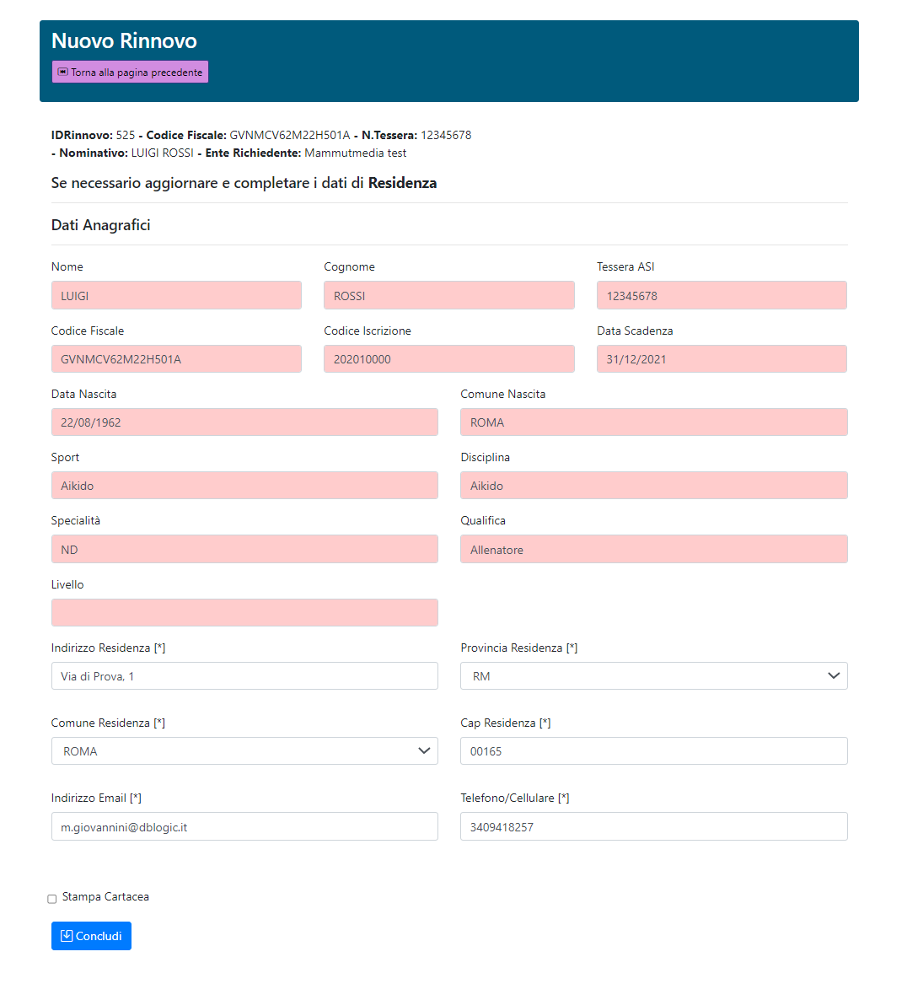 Nuovo Rinnovo
Torna alla pagina precedente
IDRinnovo: 525 - Codice Fiscale: GVNMCV62M22H501A - N.Tessera: 12345678
- Nominativo: LUIGI ROSSI - Ente Richiedente: Mammutmedia test
Se necessario aggiornare e completare i dati di Residenza
Dati Anagrafici
Nome Cognome Tessera ASI
LUIGI ROSSI 12345678
Codice Fiscale Codice Iscrizione Data Scadenza
GVNMCV62M22H501A 202010000 31/12/2021
Data Nascita Comune Nascita
22/08/1962 ROMA
Sport Disciplina
Aikido Aikido
Specialità Qualifica
ND Allenatore
Livello
Indirizzo Residenza [*] Provincia Residenza [*]
Via di Prova, 1 RM
Comune Residenza [*] Cap Residenza [*]
ROMA 00165
Indirizzo Email [*] Telefono/Cellulare [*]
m.giovannini@dblogic.it 3409418257
Stampa Cartacea
Concludi